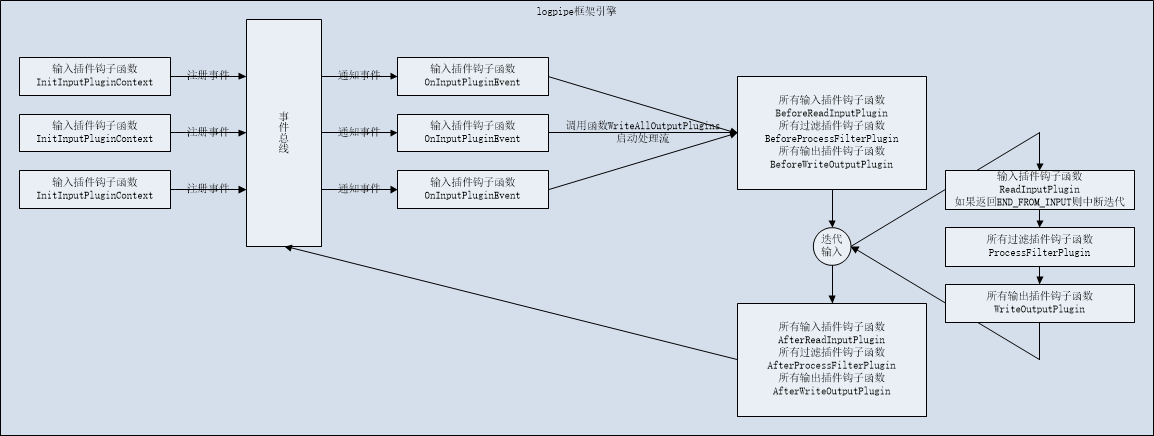 logpipe框架引擎
输入插件钩子函数
InitInputPluginContext
注册事件
输入插件钩子函数
InitInputPluginContext
注册事件
输入插件钩子函数
InitInputPluginContext
注册事件
事件总线
通知事件
输入插件钩子函数
OnInputPluginEvent
通知事件
输入插件钩子函数
OnInputPluginEvent
通知事件
输入插件钩子函数
OnInputPluginEvent
调用函数WriteAllOutputPlugins
启动处理流
所有输入插件钩子函数
BeforeReadInputPlugin
所有过滤插件钩子函数
BeforeProcessFilterPlugin
所有输出插件钩子函数
BeforeWriteOutputPlugin
迭代
输入
输入插件钩子函数
ReadInputPlugin
如果返回END_FROM_INPUT则中断迭代
所有过滤插件钩子函数
ProcessFilterPlugin
所有输出插件钩子函数
WriteOutputPlugin
所有输入插件钩子函数
AfterReadInputPlugin
所有过滤插件钩子函数
AfterProcessFilterPlugin
所有输出插件钩子函数
AfterWriteOutputPlugin